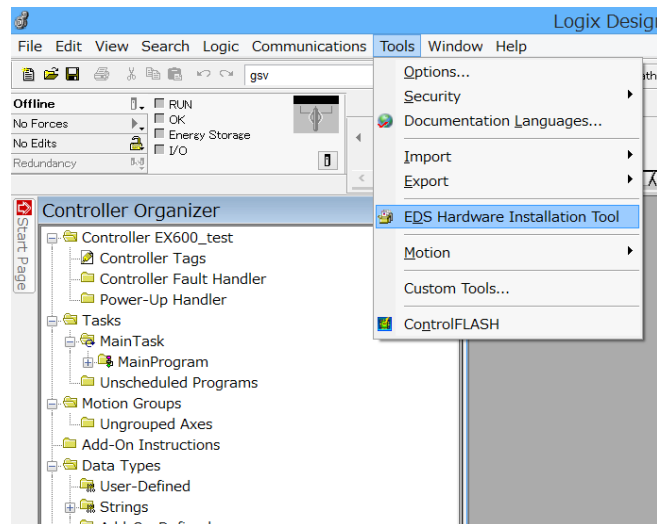 Logix Desig
File Edit View Search Logic Communications Tools Window Help
gsv
Offline
RUN
No Forces
OK
No Edits
Energy Storage
Redundancy
I/O
Options...
Security
Documentation Languages...
Import
Export
EDS Hardware Installation Tool
Motion
Custom Tools...
ControlFLASH
Start Page
Controller Organizer
Controller EX600_test
Controller Tags
Controller Fault Handler
Power-Up Handler
Tasks
MainTask
MainProgram
Unscheduled Programs
Motion Groups
Ungrouped Axes
Add-On Instructions
Data Types
User-Defined
Strings